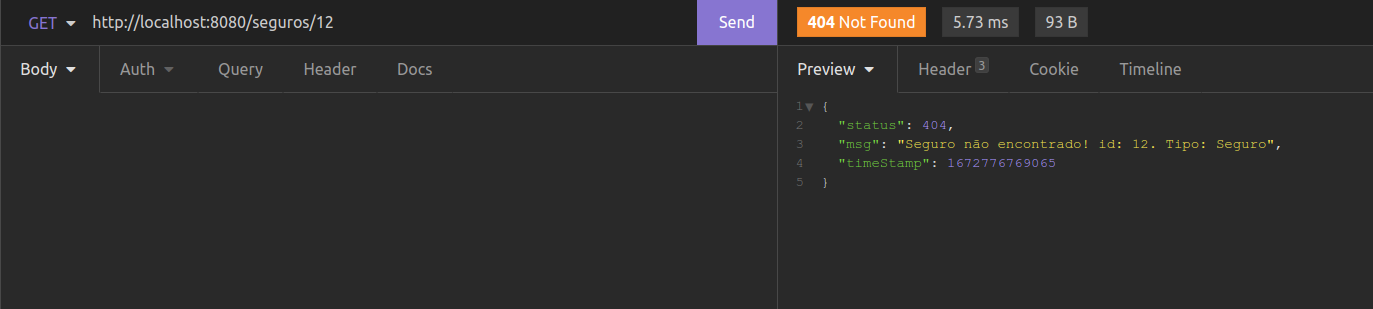 GET http://localhost:8080/seguros/12 Send 404 Not Found 5.73 ms 93 B
Body Auth Query Header Docs Preview Header 3 Cookie Timeline
1 {
2 "status": 404,
3 "msg": "Seguro não encontrado! id: 12. Tipo: Seguro",
4 "timeStamp": 1672776769065
5 }